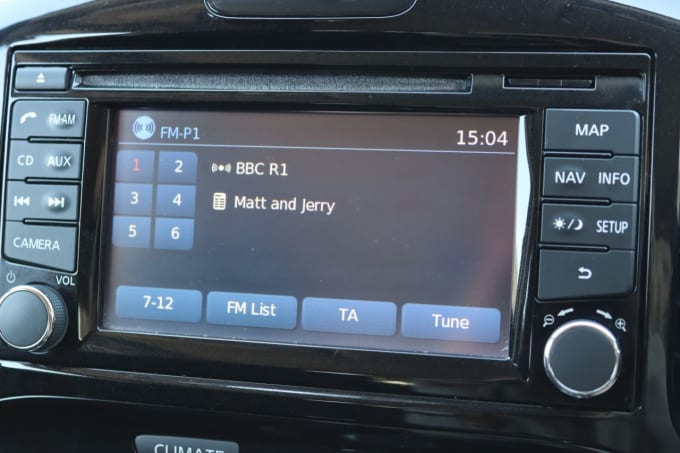 FM-P1 15:04
1 2 BBC R1
3 4 Matt and Jerry
5 6
7-12 FM List TA Tune
FM-AM
CD AUX
CAMERA
VOL
MAP
NAV INFO
SETUP
CLIMATE